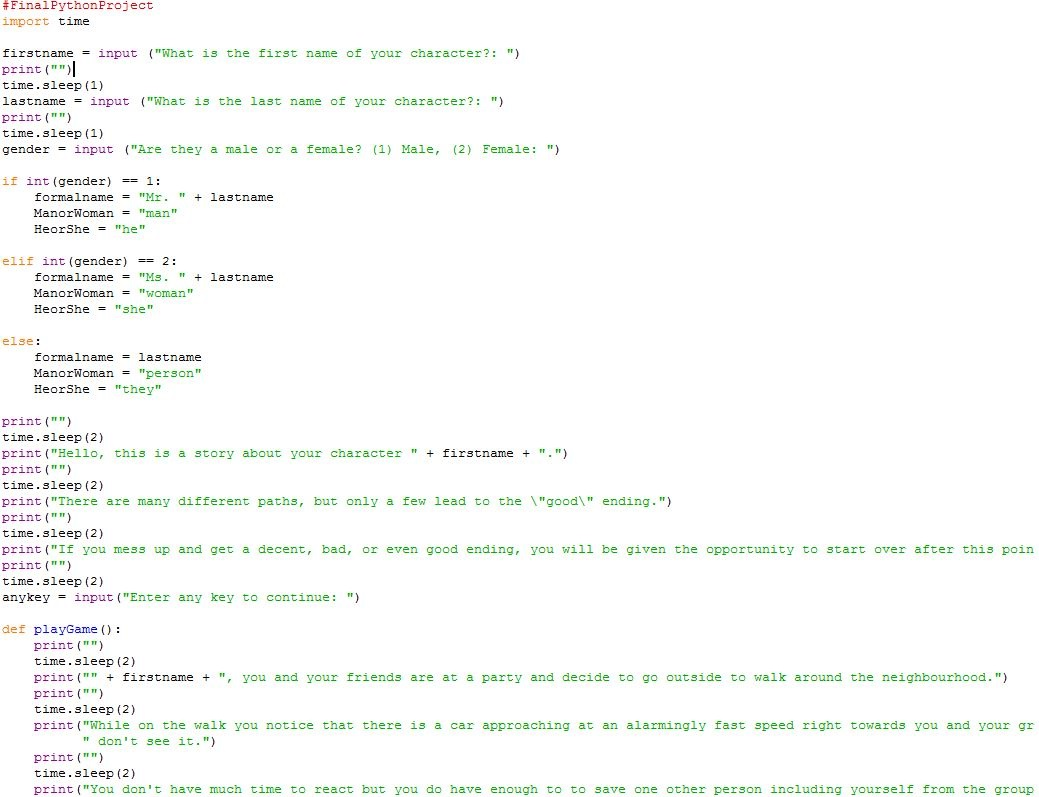 #FinalPythonProject
import time

firstname = input ("What is the first name of your character?: ")
print("")
time.sleep(1)
lastname = input ("What is the last name of your character?: ")
print("")
time.sleep(1)
gender = input ("Are they a male or a female? (1) Male, (2) Female: ")

if int(gender) == 1:
    formalname = "Mr. " + lastname
    ManorWoman = "man"
    HeorShe = "he"

elif int(gender) == 2:
    formalname = "Ms. " + lastname
    ManorWoman = "woman"
    HeorShe = "she"

else:
    formalname = lastname
    ManorWoman = "person"
    HeorShe = "they"

print("")
time.sleep(2)
print("Hello, this is a story about your character " + firstname + ".")
print("")
time.sleep(2)
print("There are many different paths, but only a few lead to the \"good\" ending.")
print("")
time.sleep(2)
print("If you mess up and get a decent, bad, or even good ending, you will be given the opportunity to start over after this poin
print("")
time.sleep(2)
anykey = input("Enter any key to continue: ")

def playGame():
    print("")
    time.sleep(2)
    print("" + firstname + ", you and your friends are at a party and decide to go outside to walk around the neighbourhood.")
    print("")
    time.sleep(2)
    print("While on the walk you notice that there is a car approaching at an alarmingly fast speed right towards you and your gr
          " don't see it.")
    print("")
    time.sleep(2)
    print("You don't have much time to react but you do have enough to to save one other person including yourself from the group